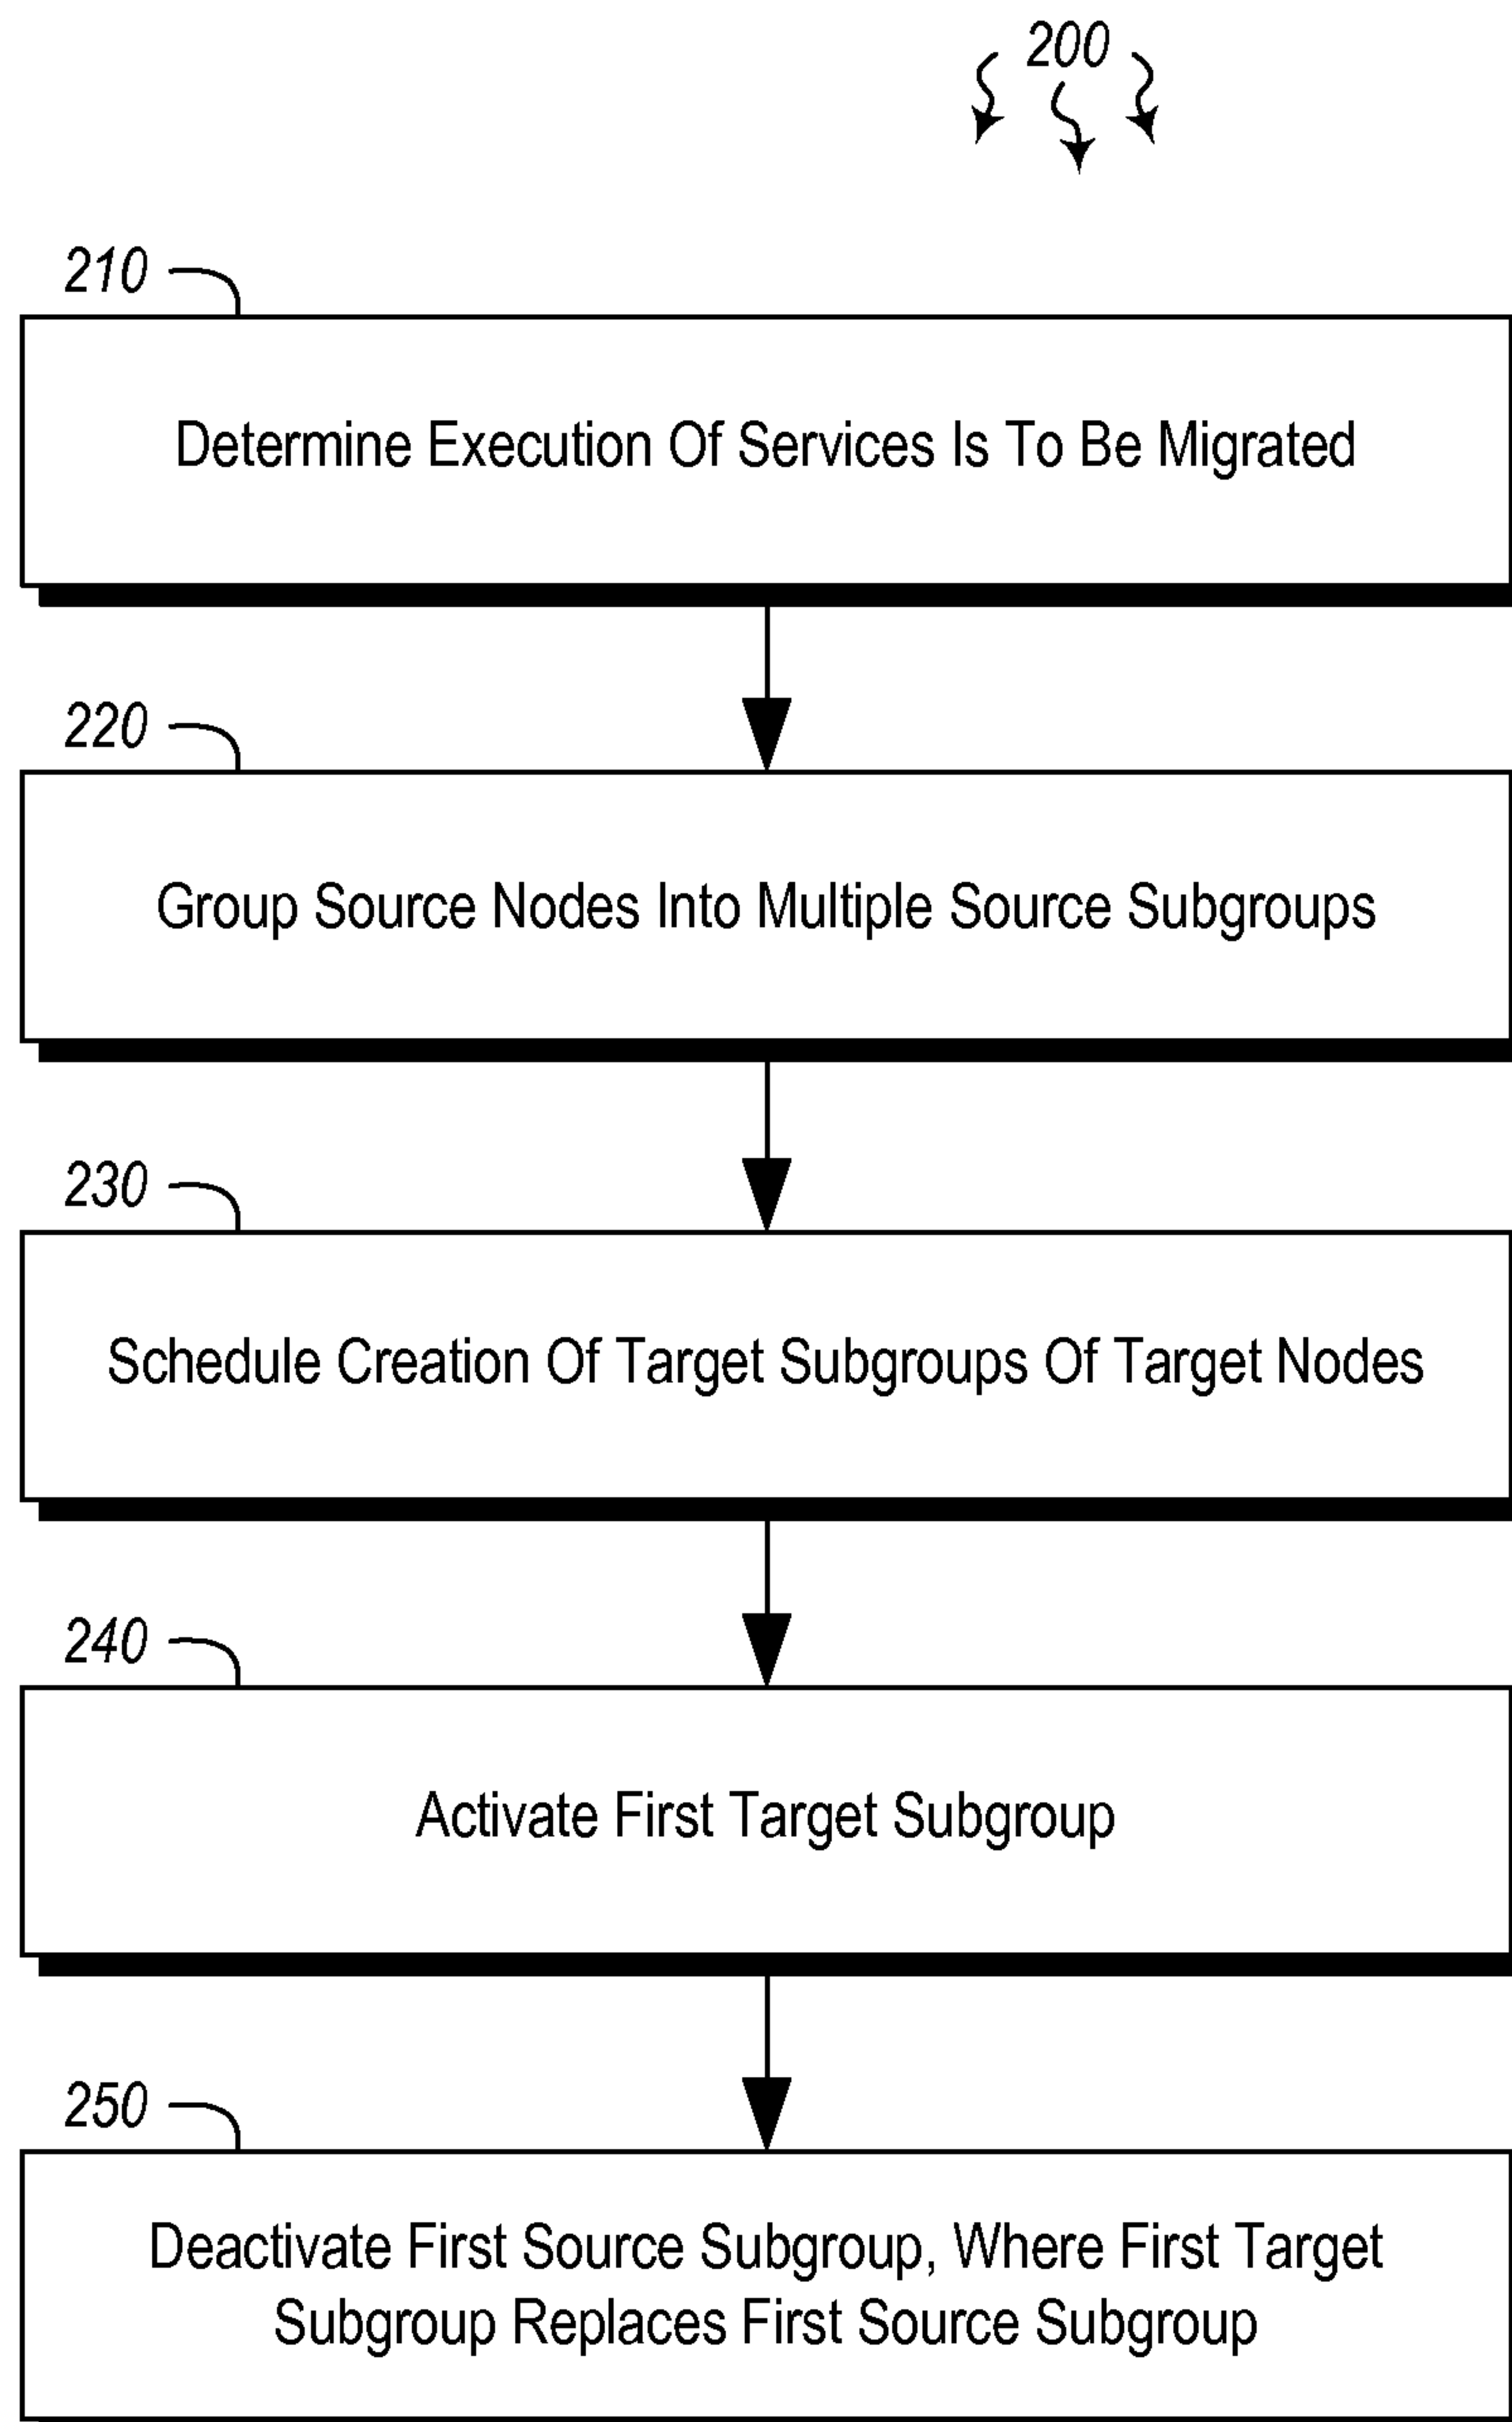 200
210
Determine Execution Of Services Is To Be Migrated
220
Group Source Nodes Into Multiple Source Subgroups
230
Schedule Creation Of Target Subgroups Of Target Nodes
240
Activate First Target Subgroup
250
Deactivate First Source Subgroup, Where First Target
Subgroup Replaces First Source Subgroup